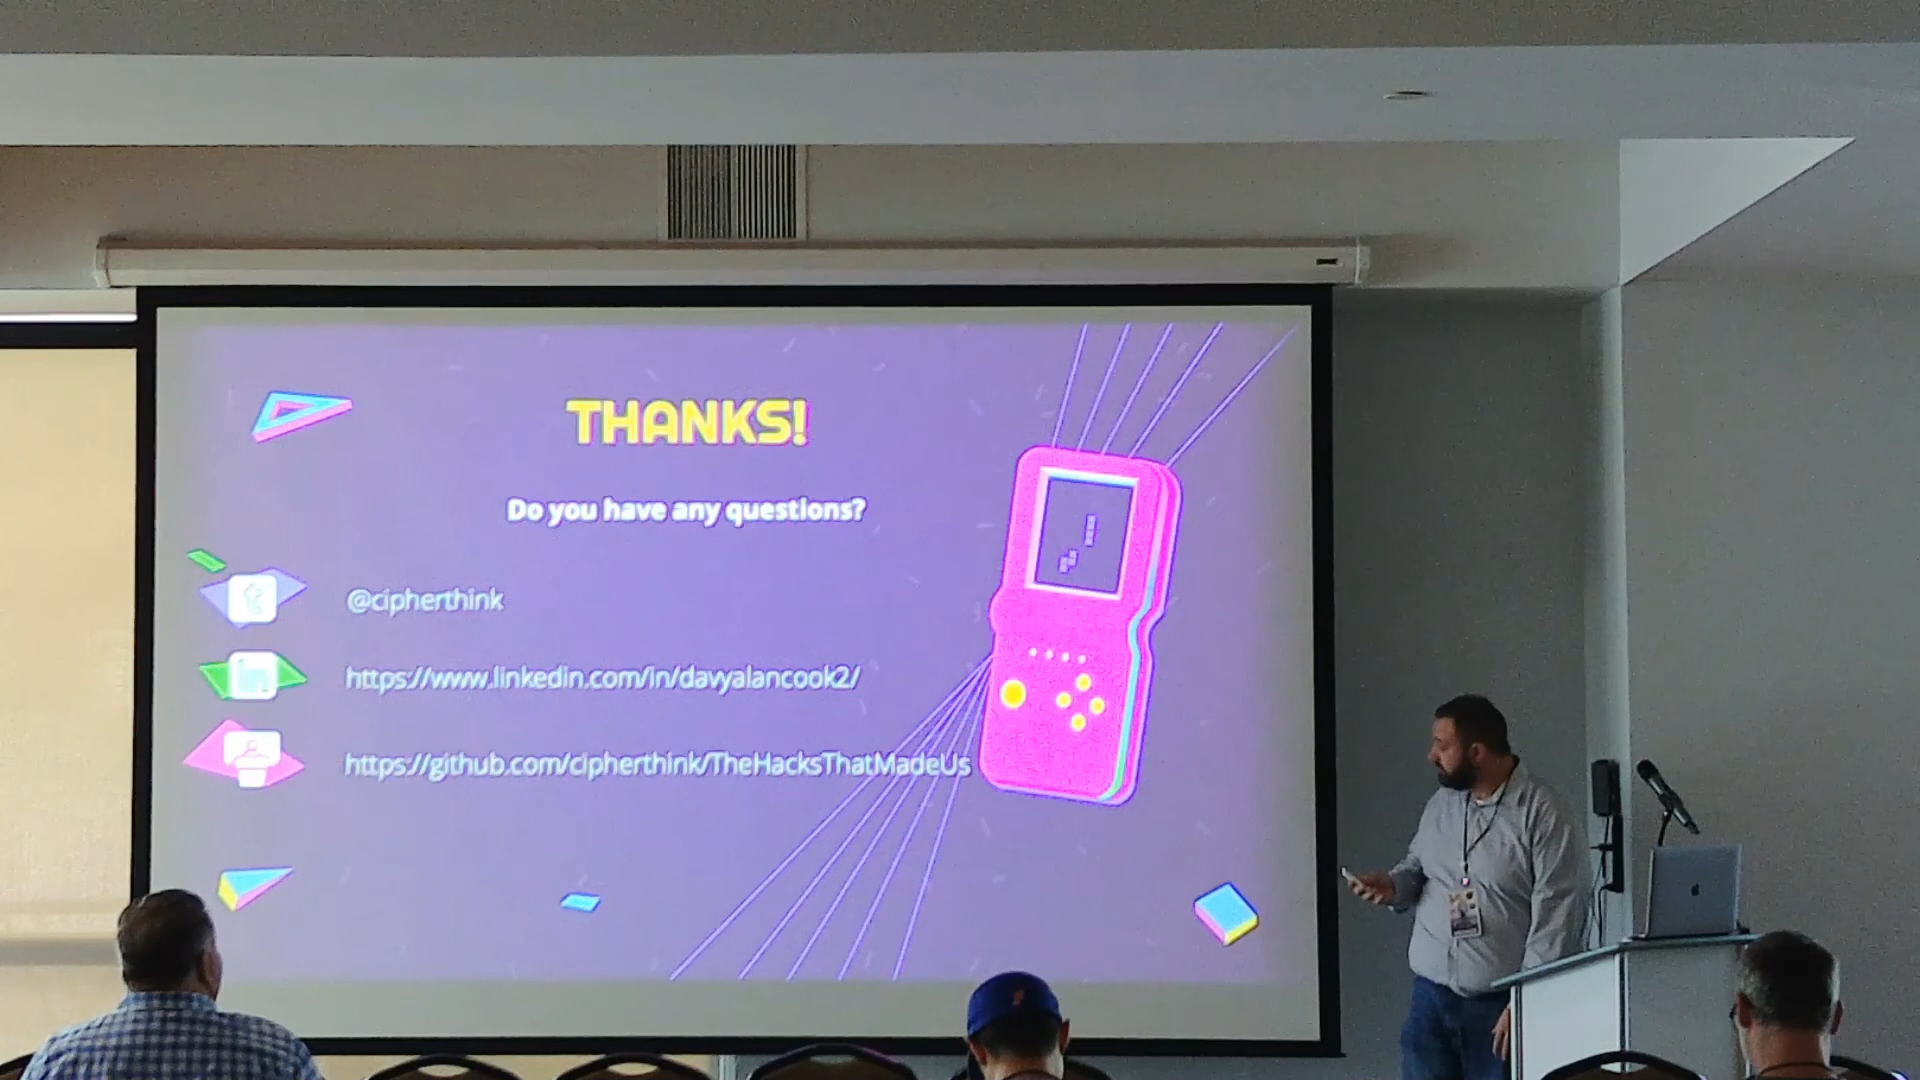 THANKS!
Do you have any questions?
@cipherthink
https://www.linkedin.com/in/davyalancook2/
https://github.com/cipherthink/TheHacksThatMadeUs